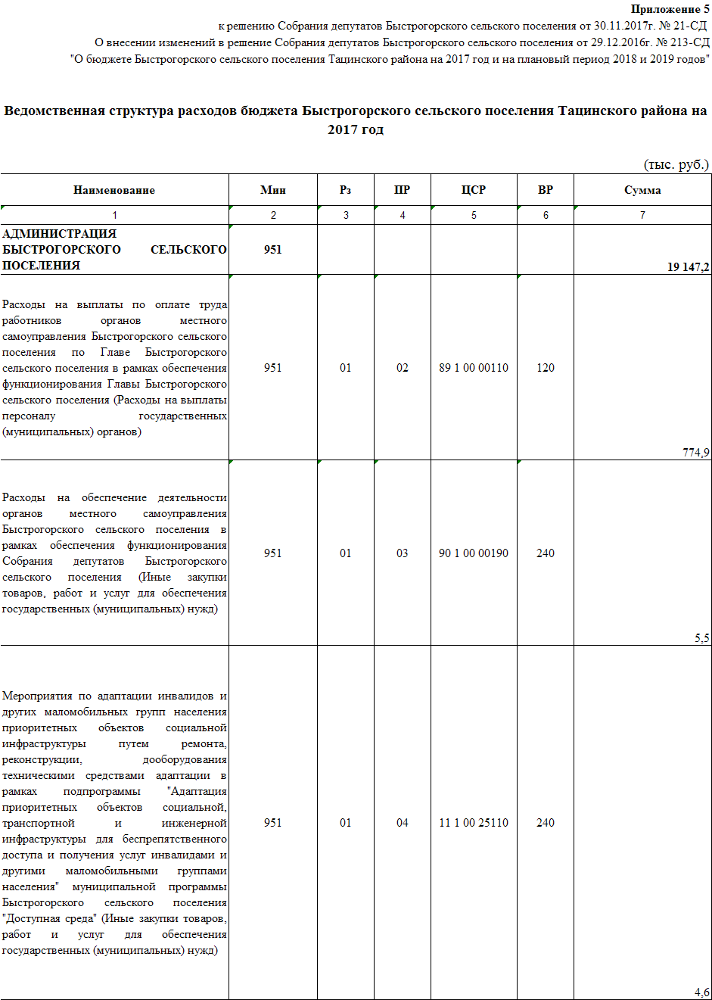 Приложение 5
к решению Собрания депутатов Быстрогорского сельского поселения от 30.11.2017г. № 21-СД
О внесении изменений в решение Собрания депутатов Быстрогорского сельского поселения от 29.12.2016г. № 213-СД
"О бюджете Быстрогорского сельского поселения Тацинского района на 2017 год и на плановый период 2018 и 2019 годов"
Ведомственная структура расходов бюджета Быстрогорского сельского поселения Тацинского района на
2017 год
(тыс. руб.)
Наименование Мин Рз ПР ЦСР ВР Сумма
1 2 3 4 5 6 7
АДМИНИСТРАЦИЯ
БЫСТРОГОРСКОГО СЕЛЬСКОГО
ПОСЕЛЕНИЯ
951
19 147,2
Расходы на выплаты по оплате труда
работников органов местного
самоуправления Быстрогорского сельского
поселения по Главе Быстрогорского
сельского поселения в рамках обеспечения
функционирования Главы Быстрогорского
сельского поселения (Расходы на выплаты
персоналу государственных
(муниципальных) органов)
951 01 02 89 1 00 00110 120
774,9
Расходы на обеспечение деятельности
органов местного самоуправления
Быстрогорского сельского поселения в
рамках обеспечения функционирования
Собрания депутатов Быстрогорского
сельского поселения (Иные закупки
товаров, работ и услуг для обеспечения
государственных (муниципальных) нужд)
951 01 03 90 1 00 00190 240
5,5
Мероприятия по адаптации инвалидов и
других маломобильных групп населения
приоритетных объектов социальной
инфраструктуры путем ремонта,
реконструкции, дооборудования
техническими средствами адаптации в
рамках подпрограммы "Адаптация
приоритетных объектов социальной,
транспортной и инженерной
инфраструктуры для беспрепятственного
доступа и получения услуг инвалидами и
другими маломобильными группами
населения" муниципальной программы
Быстрогорского сельского поселения
"Доступная среда" (Иные закупки товаров,
работ и услуг для обеспечения
государственных (муниципальных) нужд)
951 01 04 11 1 00 25110 240
4,6